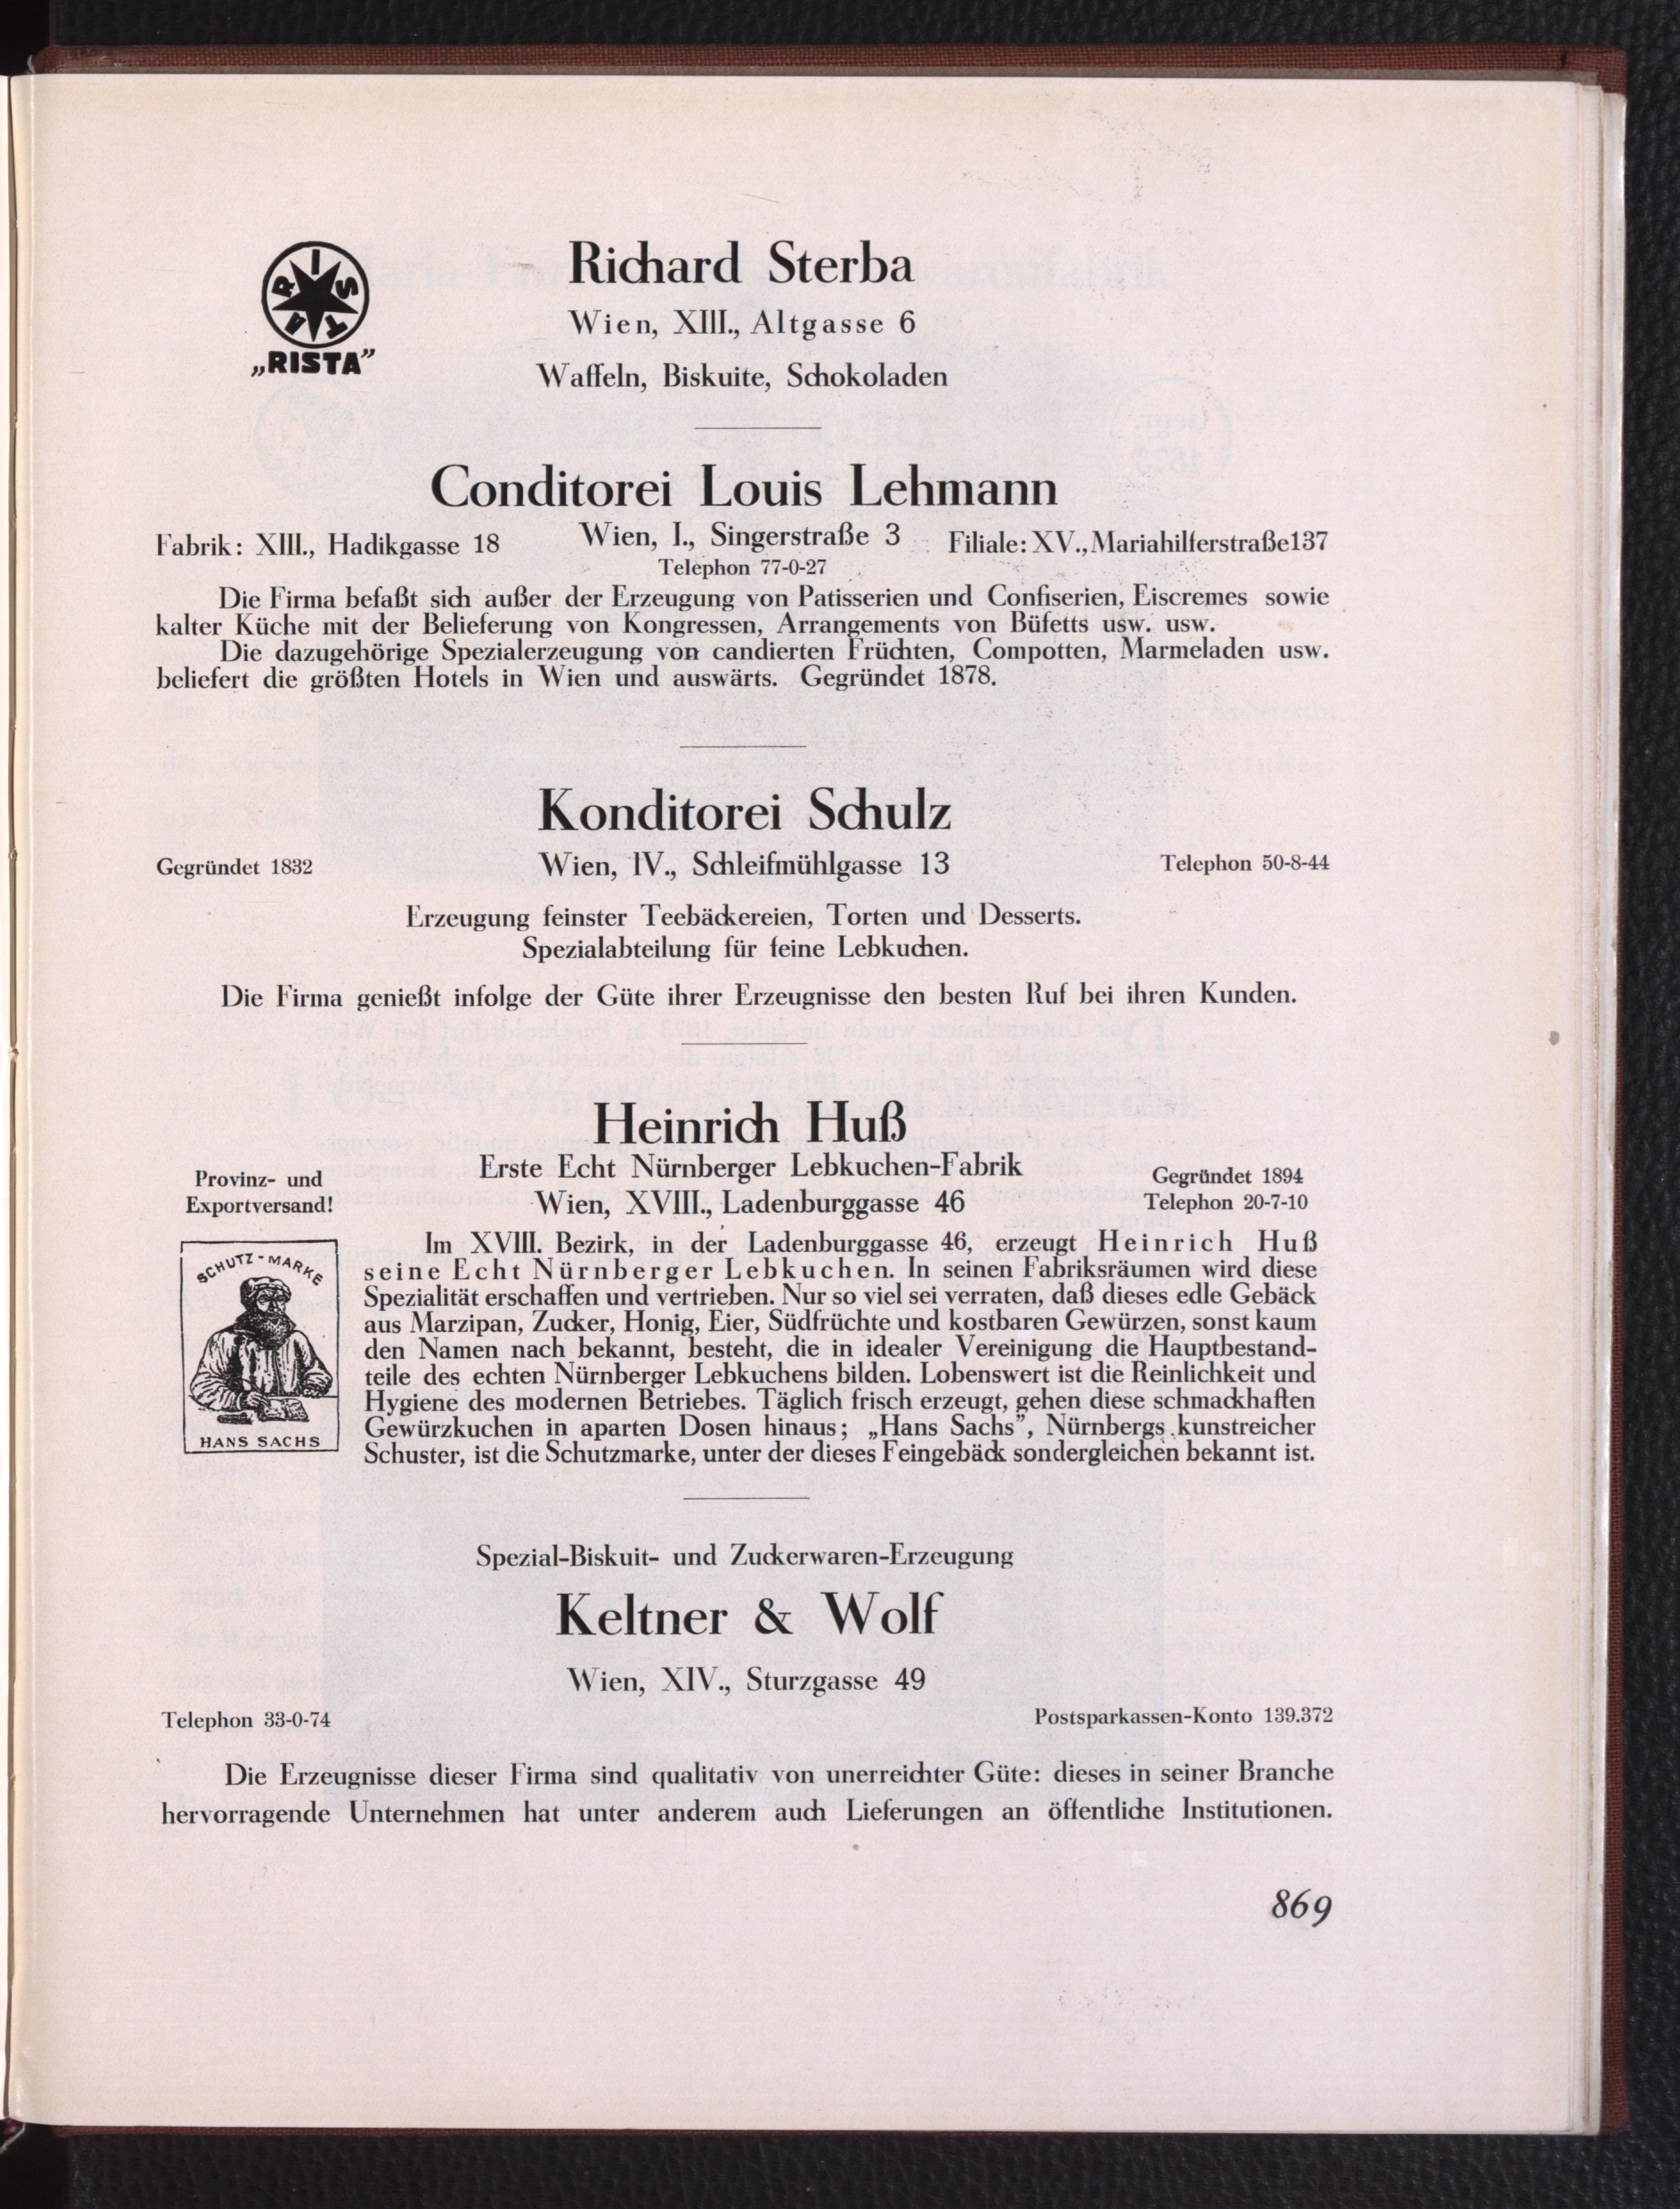 RISTA
„RISTA”
Richard Sterba
Wien, XIII., Altgasse 6
Waffeln, Biskuite, Schokoladen
Conditorei Louis Lehmann
Fabrik: XIII., Hadikgasse 18
Wien, I., Singerstraße 3
Filiale: XV., Mariahilferstraße 137
Telephon 77-0-27
Die Firma befaßt sich außer der Erzeugung von Patisserien und Confiserien, Eiscremes sowie
kalter Küche mit der Belieferung von Kongressen, Arrangements von Büfetts usw. usw.
Die dazugehörige Spezialerzeugung von candierten Früchten, Compotten, Marmeladen usw.
beliefert die größten Hotels in Wien und auswärts. Gegründet 1878.
Konditorei Schulz
Gegründet 1832
Wien, IV., Schleifmühlgasse 13
Telephon 50-8-44
Erzeugung feinster Teebäckereien, Torten und Desserts.
Spezialabteilung für feine Lebkuchen.
Die Firma genießt infolge der Güte ihrer Erzeugnisse den besten Ruf bei ihren Kunden.
Heinrich Huß
Erste Echt Nürnberger Lebkuchen-Fabrik
Wien, XVIII., Ladenburggasse 46
Provinz- und
Exportversand!
Gegründet 1894
Telephon 20-7-10
SCHUTZ-MARKE
HANS SACHS
Im XVIII. Bezirk, in der Ladenburggasse 46, erzeugt Heinrich Huß
seine Echt Nürnberger Lebkuchen. In seinen Fabriksräumen wird diese
Spezialität erschaffen und vertrieben. Nur so viel sei verraten, daß dieses edle Gebäck
aus Marzipan, Zucker, Honig, Eier, Südfrüchte und kostbaren Gewürzen, sonst kaum
den Namen nach bekannt, besteht, die in idealer Vereinigung die Hauptbestand-
teile des echten Nürnberger Lebkuchens bilden. Lobenswert ist die Reinlichkeit und
Hygiene des modernen Betriebes. Täglich frisch erzeugt, gehen diese schmackhaften
Gewürzkuchen in aparten Dosen hinaus; „Hans Sachs”, Nürnbergs kunstreicher
Schuster, ist die Schutzmarke, unter der dieses Feingebäck sondergleichen bekannt ist.
Spezial-Biskuit- und Zuckerwaren-Erzeugung
Keltner & Wolf
Wien, XIV., Sturzgasse 49
Telephon 33-0-74
Postsparkassen-Konto 139.372
Die Erzeugnisse dieser Firma sind qualitativ von unerreichter Güte: dieses in seiner Branche
hervorragende Unternehmen hat unter anderem auch Lieferungen an öffentliche Institutionen.
869